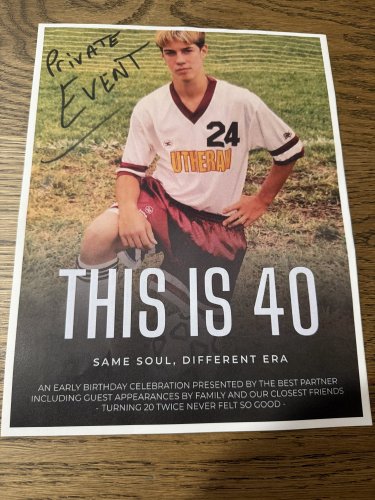 Private
EVENT
24
UTHERAN
THIS IS 40
SAME SOUL, DIFFERENT ERA
AN EARLY BIRTHDAY CELEBRATION PRESENTED BY THE BEST PARTNER
INCLUDING GUEST APPEARANCES BY FAMILY AND OUR CLOSEST FRIENDS
- TURNING 20 TWICE NEVER FELT SO GOOD -